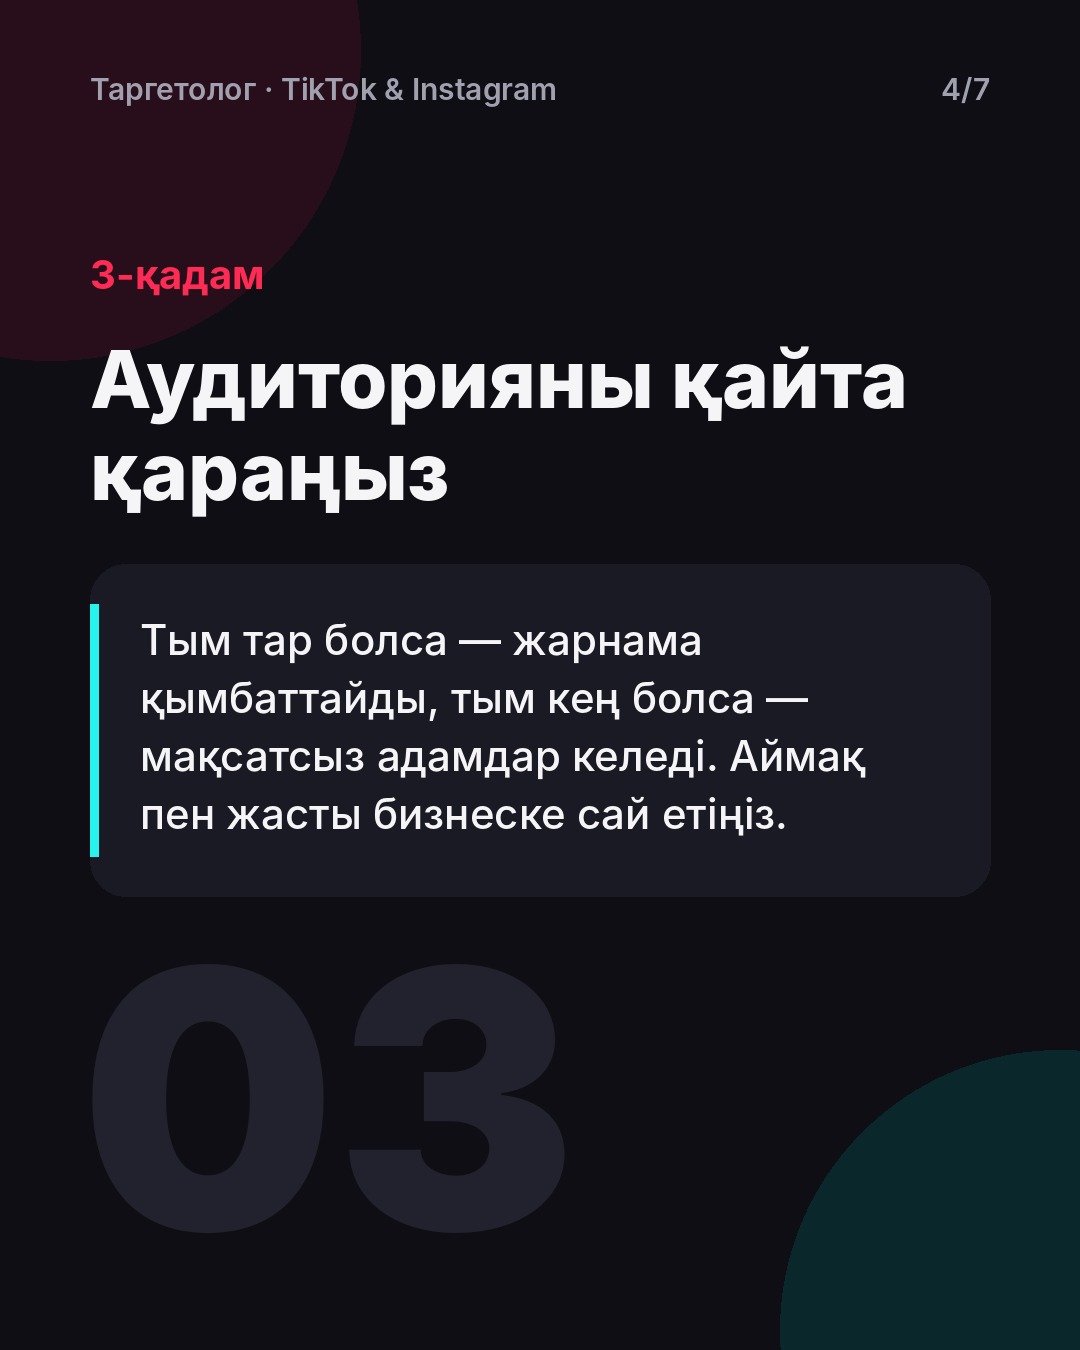 Таргетолог · TikTok & Instagram
4/7
3-қадам
Аудиторияны қайта
қараңыз
Тым тар болса — жарнама
қымбаттайды, тым кең болса —
мақсатсыз адамдар келеді. Аймақ
пен жасты бизнеске сай етіңіз.
03